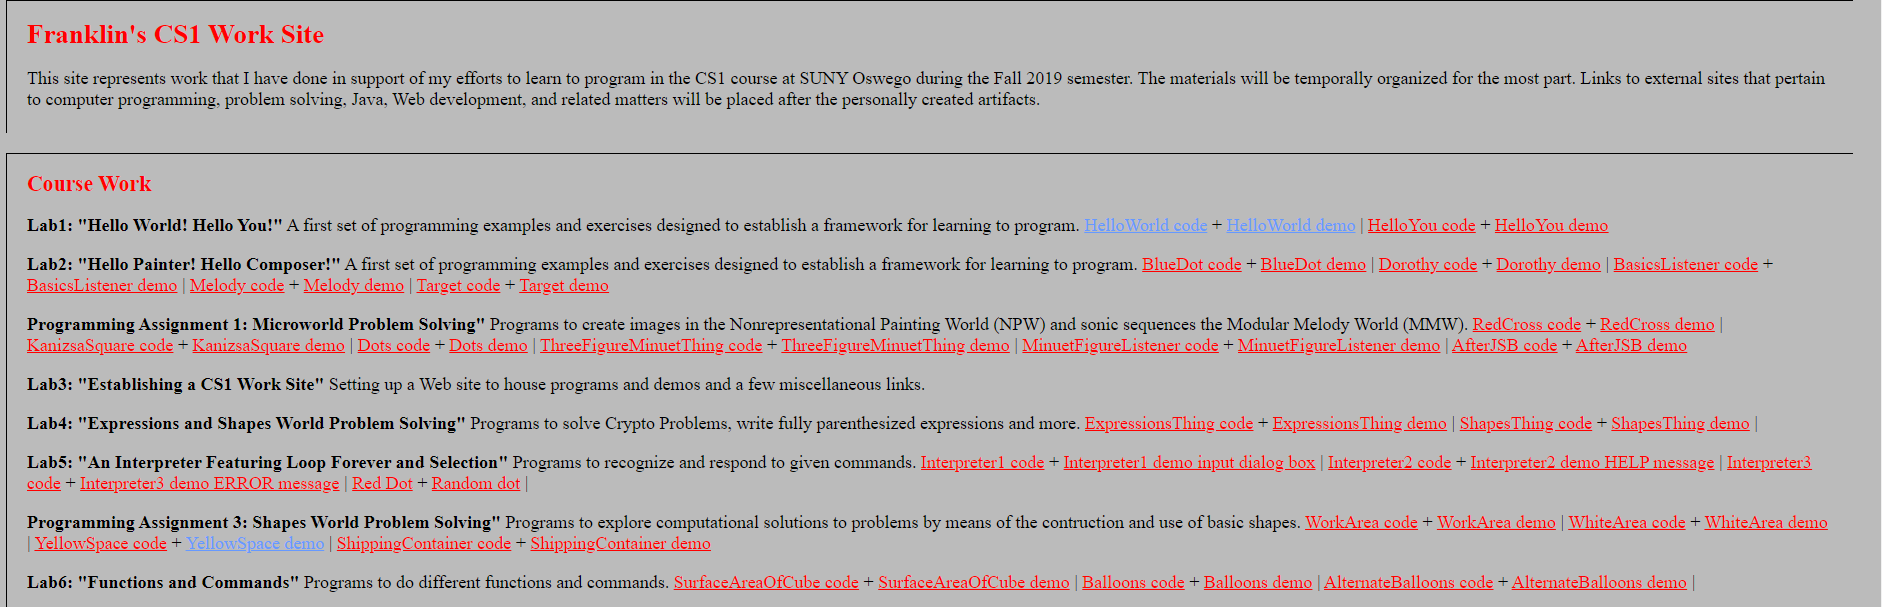 Franklin's CS1 Work Site
This site represents work that I have done in support of my efforts to learn to program in the CS1 course at SUNY Oswego during the Fall 2019 semester. The materials will be temporally organized for the most part. Links to external sites that pertain
to computer programming, problem solving, Java, Web development, and related matters will be placed after the personally created artifacts.
Course Work
Lab1: "Hello World! Hello You!" A first set of programming examples and exercises designed to establish a framework for learning to program. HelloWorld code + HelloWorld demo | HelloYou code + HelloYou demo
Lab2: "Hello Painter! Hello Composer!" A first set of programming examples and exercises designed to establish a framework for learning to program. BlueDot code + BlueDot demo | Dorothy code + Dorothy demo | BasicsListener code +
BasicsListener demo | Melody code + Melody demo | Target code + Target demo
Programming Assignment 1: Microworld Problem Solving" Programs to create images in the Nonrepresentational Painting World (NPW) and sonic sequences the Modular Melody World (MMW). RedCross code + RedCross demo |
KanizsaSquare code + KanizsaSquare demo | Dots code + Dots demo | ThreeFigureMinuetThing code + ThreeFigureMinuetThing demo | MinuetFigureListener code + MinuetFigureListener demo | AfterJSB code + AfterJSB demo
Lab3: "Establishing a CS1 Work Site" Setting up a Web site to house programs and demos and a few miscellaneous links.
Lab4: "Expressions and Shapes World Problem Solving" Programs to solve Crypto Problems, write fully parenthesized expressions and more. ExpressionsThing code + ExpressionsThing demo | ShapesThing code + ShapesThing demo |
Lab5: "An Interpreter Featuring Loop Forever and Selection" Programs to recognize and respond to given commands. Interpreter1 code + Interpreter1 demo input dialog box | Interpreter2 code + Interpreter2 demo HELP message | Interpreter3
code + Interpreter3 demo ERROR message | Red Dot + Random dot |
Programming Assignment 3: Shapes World Problem Solving" Programs to explore computational solutions to problems by means of the contruction and use of basic shapes. WorkArea code + WorkArea demo | WhiteArea code + WhiteArea demo
| YellowSpace code + YellowSpace demo | ShippingContainer code + ShippingContainer demo
Lab6: "Functions and Commands" Programs to do different functions and commands. SurfaceAreaOfCube code + SurfaceAreaOfCube demo | Balloons code + Balloons demo | AlternateBalloons code + AlternateBalloons demo |